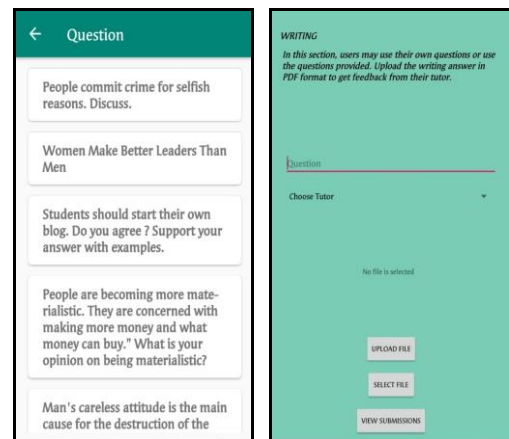 Question
People commit crime for selfish
reasons. Discuss.
Women Make Better Leaders Than
Men
Students should start their own
blog. Do you agree ? Support your
answer with examples.
People are becoming more mate-
rialistic. They are concerned with
making more money and what
money can buy." What is your
opinion on being materialistic?
Man's careless attitude is the main
cause for the destruction of the
WRITING
In this section, users may use their own questions or use
the questions provided. Upload the writing answer in
PDF format to get feedback from their tutor.
Question
Choose Tutor
No file is selected
UPLOAD FILE
SELECT FILE
VIEW SUBMISSIONS